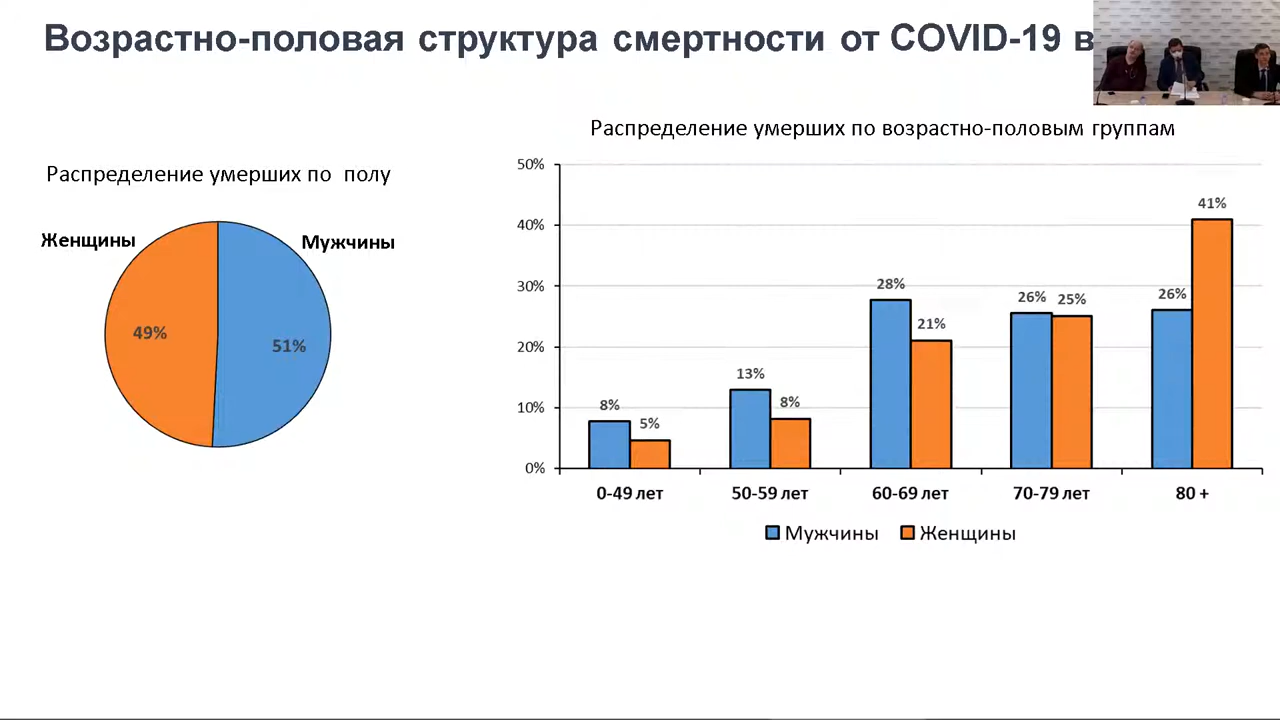 Возрастно-половая структура смертности от COVID-19 в
Распределение умерших по полу
Женщины
Мужчины
49%
51%
Распределение умерших по возрастно-половым группам
50%
40%
30%
20%
10%
0%
8%
5%
13%
8%
28%
21%
26%
25%
26%
41%
0-49 лет
50-59 лет
60-69 лет
70-79 лет
80 +
Мужчины
Женщины